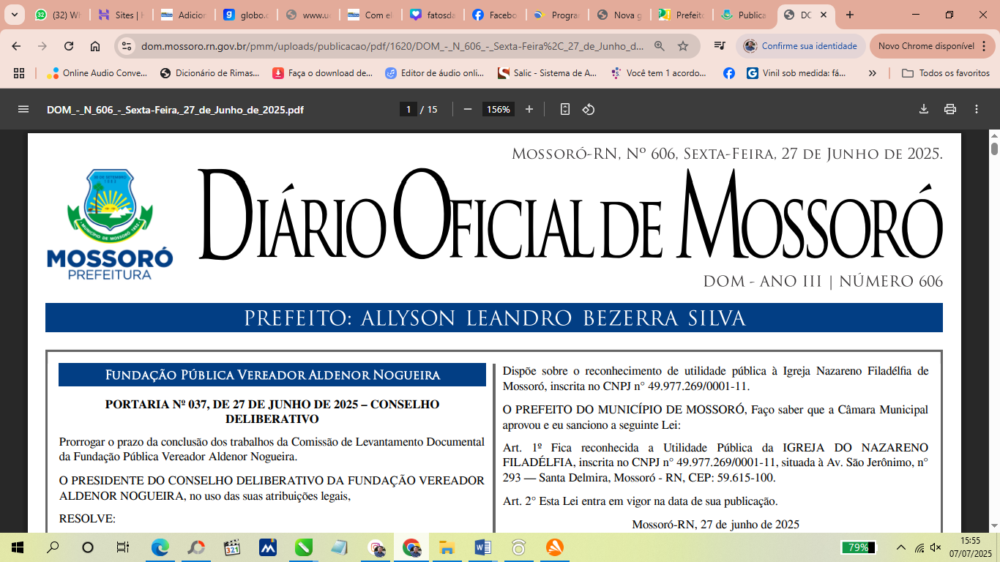 (32) Wh
Sites | H
Adicion
globo.c
www.u
Com el
fatosda
Facebo
Program
Nova g
Prefeito
Publica
DO
dom.mossoro.rn.gov.br/pmm/uploads/publicacao/pdf/1620/DOM_-_N_606_-_Sexta-Feira%2C_27_de_Junho_d...
Confirme sua identidade
Novo Chrome disponível
Online Audio Conve...
Dicionário de Rimas...
Faça o download de...
Editor de áudio onli...
Salic - Sistema de A...
Você tem 1 acordo...
Vinil sob medida: fá...
Todos os favoritos
DOM_-_N_606_-_Sexta-Feira,_27_de_Junho_de_2025.pdf
1 / 15
156%
Mossoró-RN, Nº 606, Sexta-Feira, 27 de Junho de 2025.
MOSSORÓ
PREFEITURA
Diário Oficial de Mossoró
DOM - ANO III | NÚMERO 606
PREFEITO: ALLYSON LEANDRO BEZERRA SILVA
Fundação Pública Vereador Aldenor Nogueira
PORTARIA Nº 037, DE 27 DE JUNHO DE 2025 – CONSELHO
DELIBERATIVO
Prorrogar o prazo da conclusão dos trabalhos da Comissão de Levantamento Documental
da Fundação Pública Vereador Aldenor Nogueira.
O PRESIDENTE DO CONSELHO DELIBERATIVO DA FUNDAÇÃO VEREADOR
ALDENOR NOGUEIRA, no uso das suas atribuições legais,
RESOLVE:
Dispõe sobre o reconhecimento de utilidade pública à Igreja Nazareno Filadélfia de
Mossoró, inscrita no CNPJ n° 49.977.269/0001-11.
O PREFEITO DO MUNICÍPIO DE MOSSORÓ, Faço saber que a Câmara Municipal
aprovou e eu sanciono a seguinte Lei:
Art. 1º Fica reconhecida a Utilidade Pública da IGREJA DO NAZARENO
FILADÉLFIA, inscrita no CNPJ n° 49.977.269/0001-11, situada à Av. São Jerônimo, n°
293 — Santa Delmira, Mossoró - RN, CEP: 59.615-100.
Art. 2° Esta Lei entra em vigor na data de sua publicação.
Mossoró-RN, 27 de junho de 2025
79%
15:55
07/07/2025